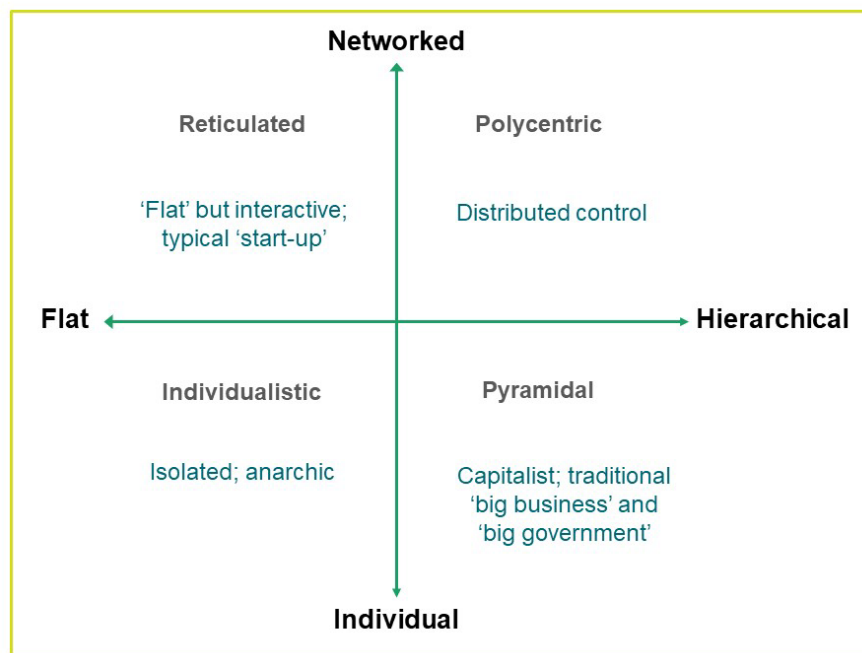 Networked
Reticulated
Polycentric
‘Flat’ but interactive;
typical ‘start-up’
Distributed control
Flat
Hierarchical
Individualistic
Pyramidal
Isolated; anarchic
Capitalist; traditional
‘big business’ and
‘big government’
Individual